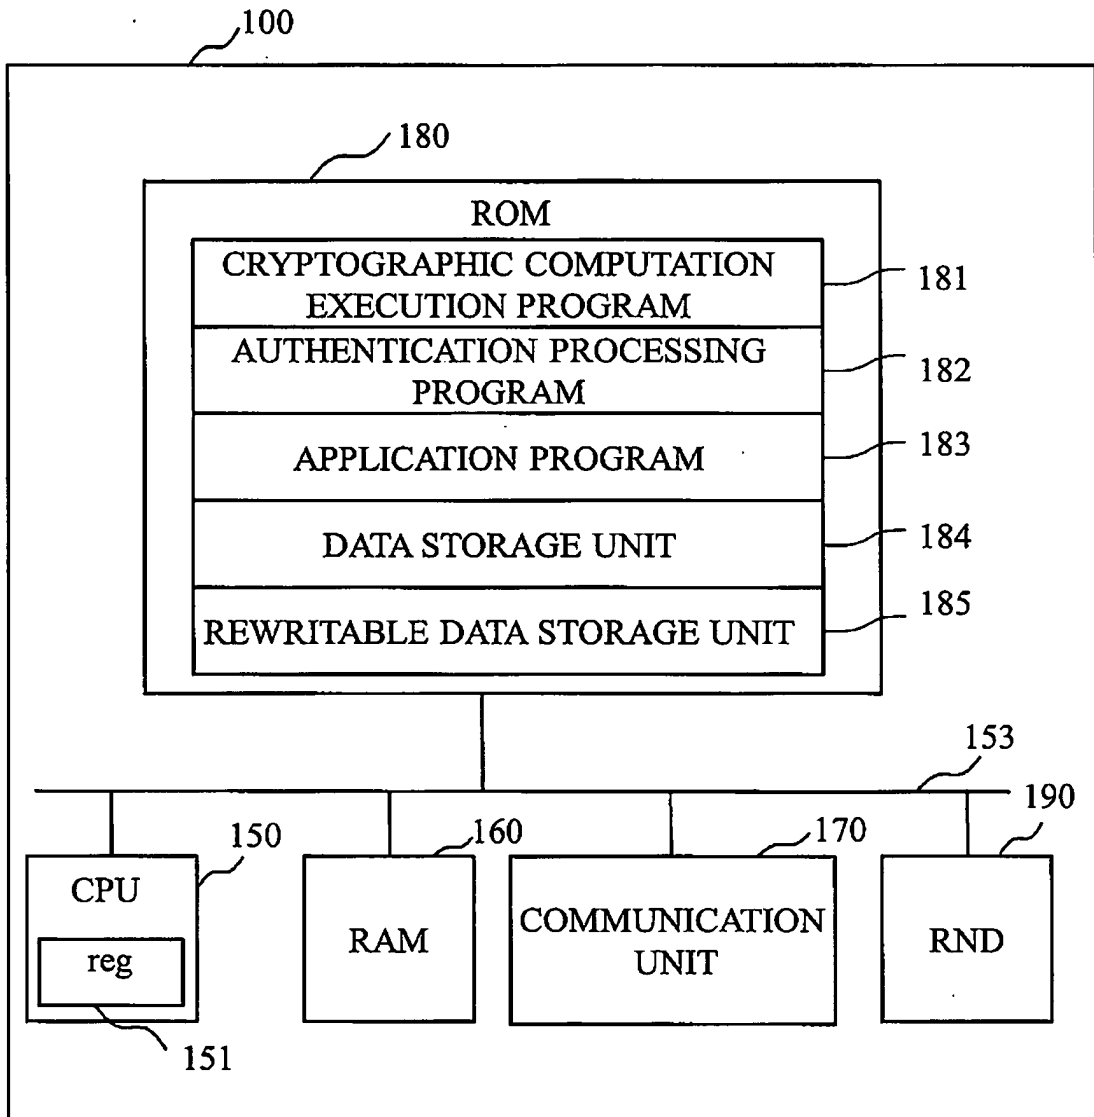 100
180
ROM
CRYPTOGRAPHIC COMPUTATION
EXECUTION PROGRAM
181
AUTHENTICATION PROCESSING
PROGRAM
182
APPLICATION PROGRAM
183
DATA STORAGE UNIT
184
REWRITABLE DATA STORAGE UNIT
185
153
150
160
170
190
CPU
reg
151
RAM
COMMUNICATION
UNIT
RND